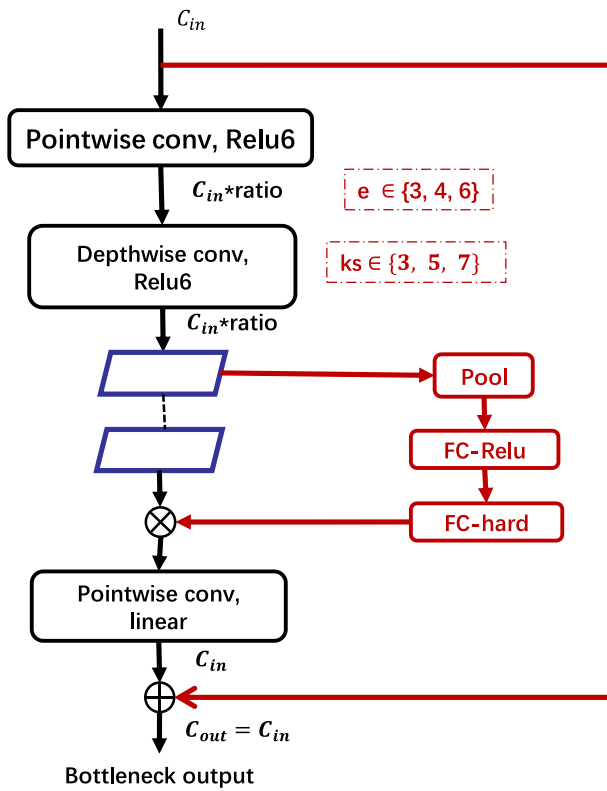 C_in
Pointwise conv, Relu6
C_in*ratio
e ∈ {3, 4, 6}
Depthwise conv,
Relu6
ks ∈ {3, 5, 7}
C_in*ratio
Pool
FC-Relu
FC-hard
Pointwise conv,
linear
C_in
C_out = C_in
Bottleneck output